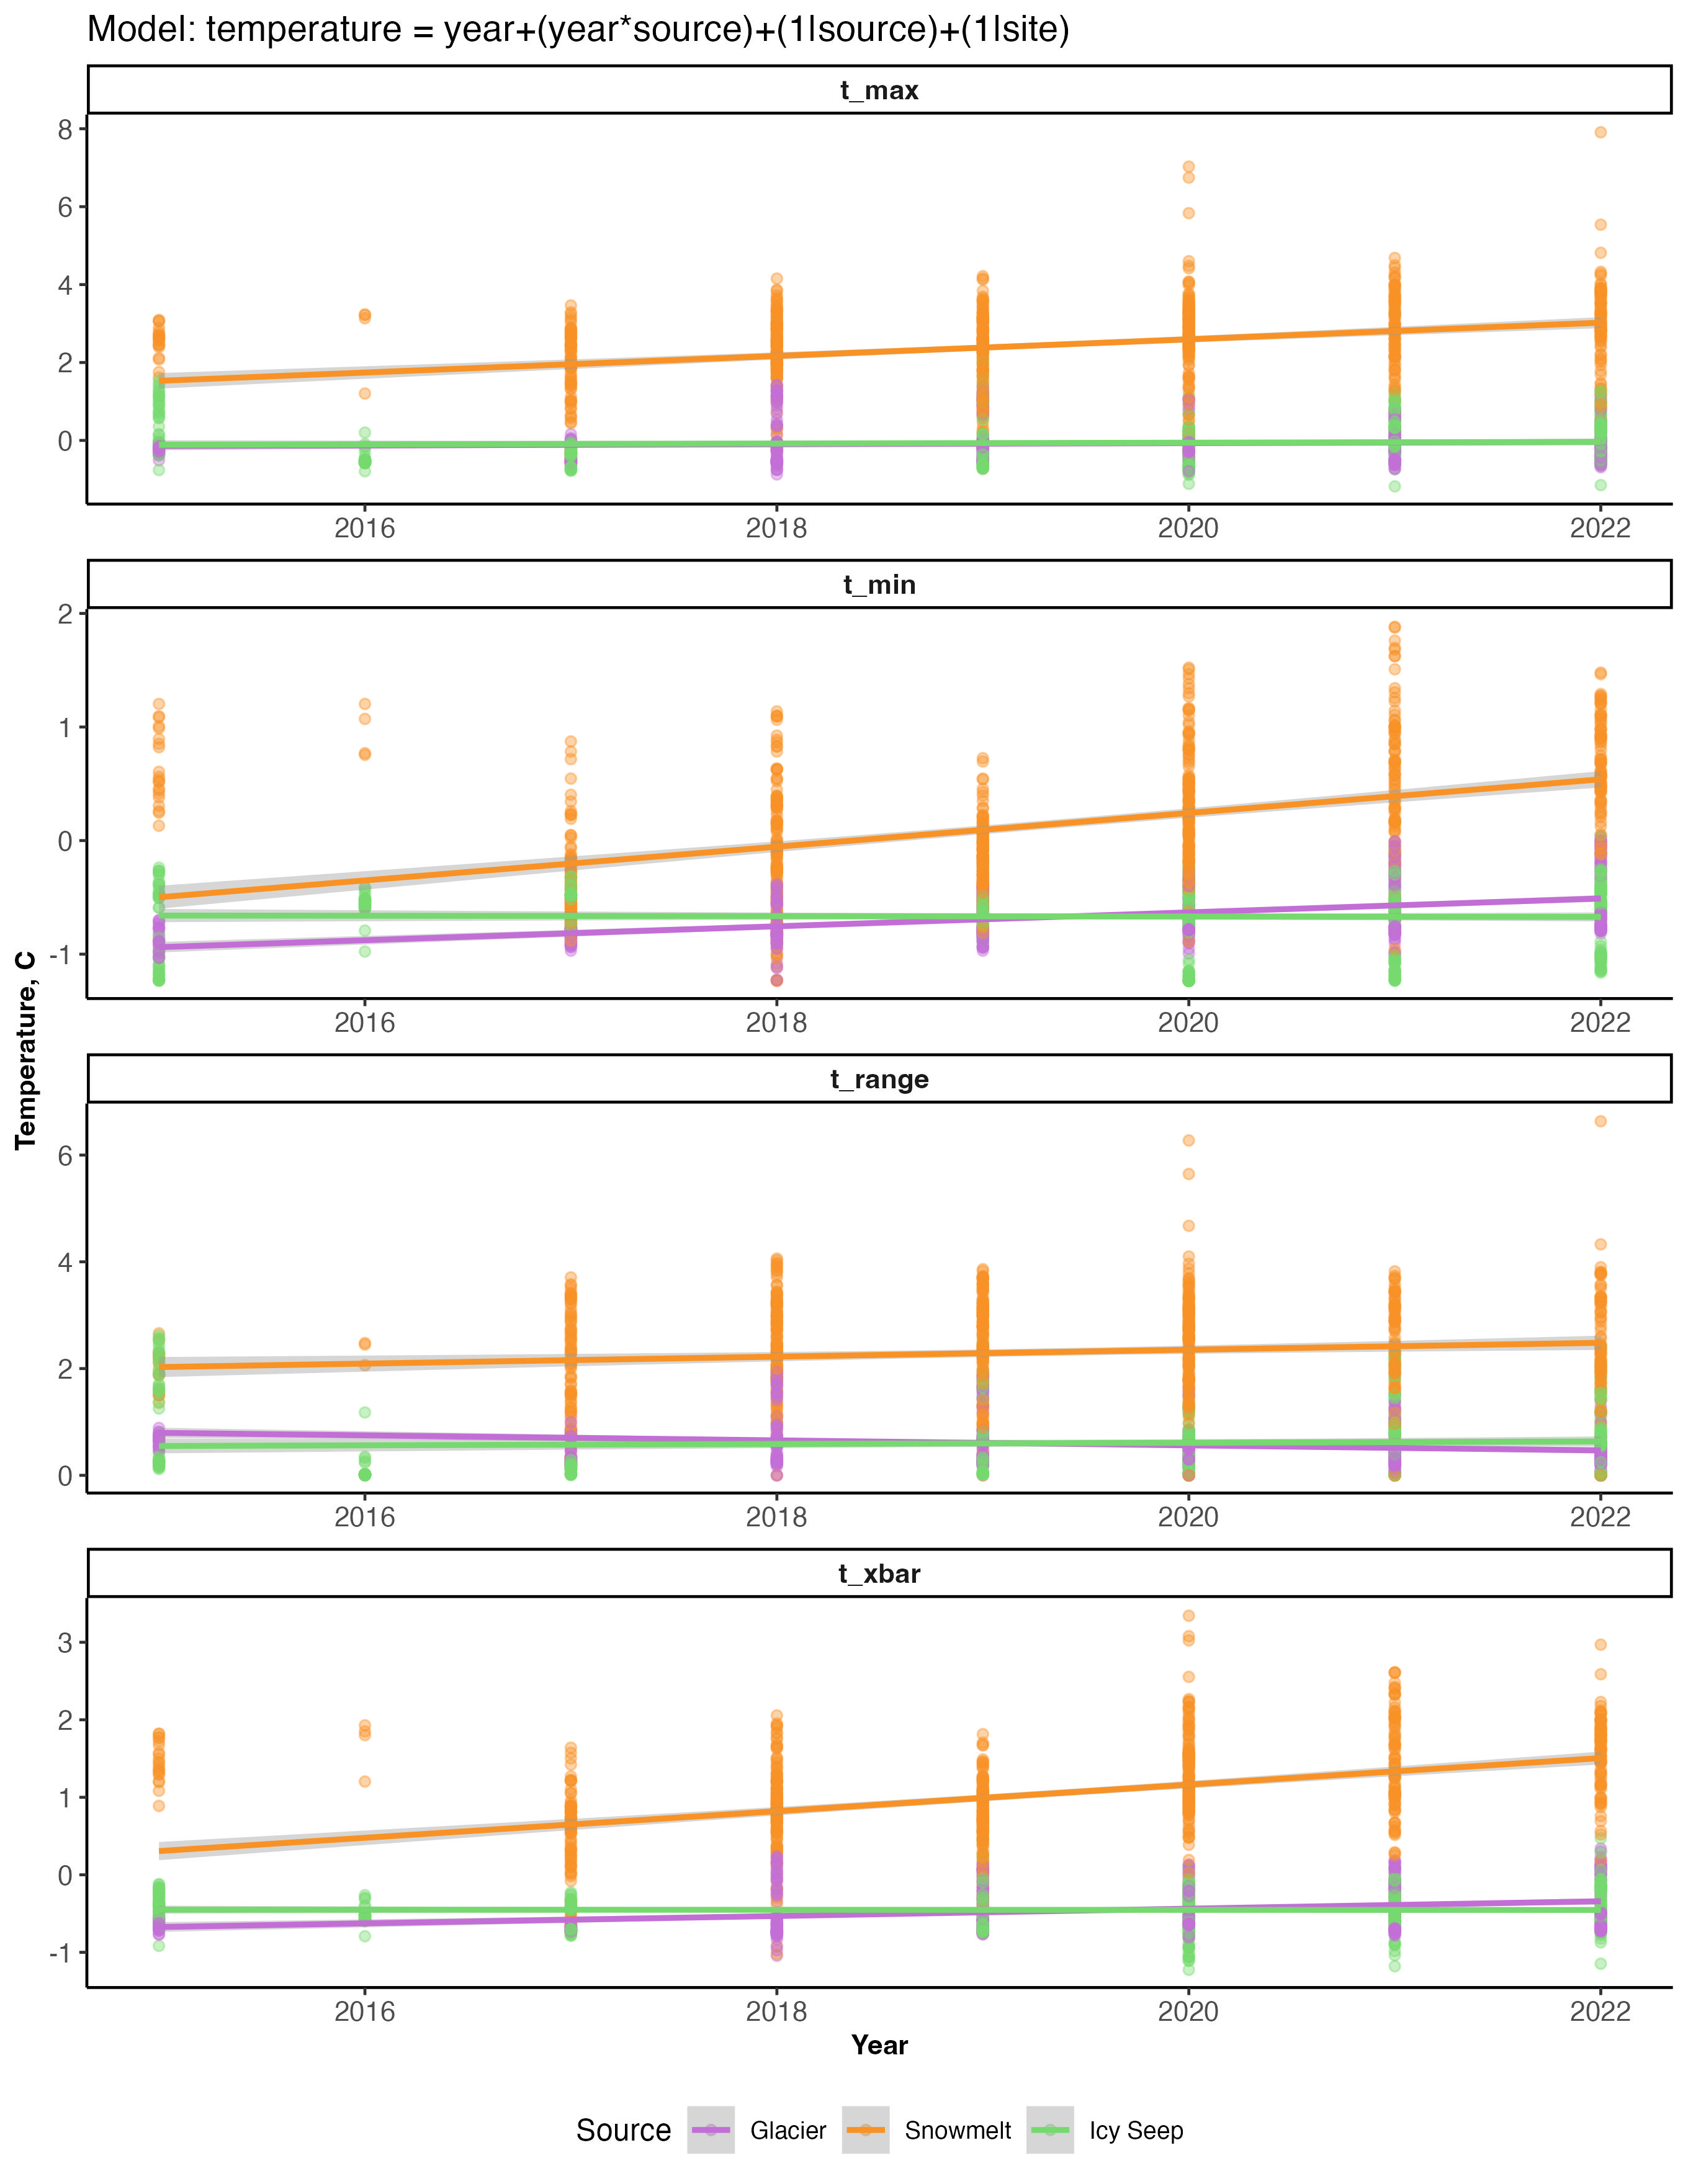 Model: temperature = year+(year*source)+(1|source)+(1|site)
t_max
8
6
4
2
0
2016 2018 2020 2022
t_min
2
1
0
-1
2016 2018 2020 2022
t_range
6
4
2
0
2016 2018 2020 2022
t_xbar
3
2
1
0
-1
2016 2018 2020 2022
Temperature, C
Year
Source Glacier Snowmelt Icy Seep